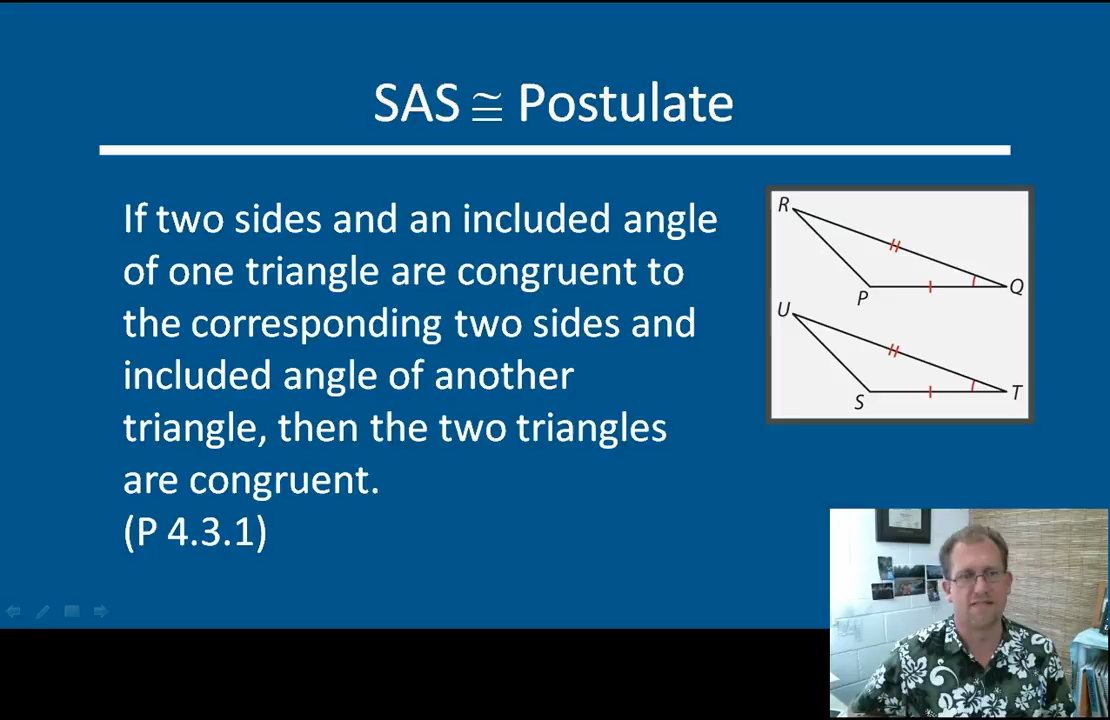 SAS ≅ Postulate
If two sides and an included angle
of one triangle are congruent to
the corresponding two sides and
included angle of another
triangle, then the two triangles
are congruent.
(P 4.3.1)
R
P
Q
U
S
T